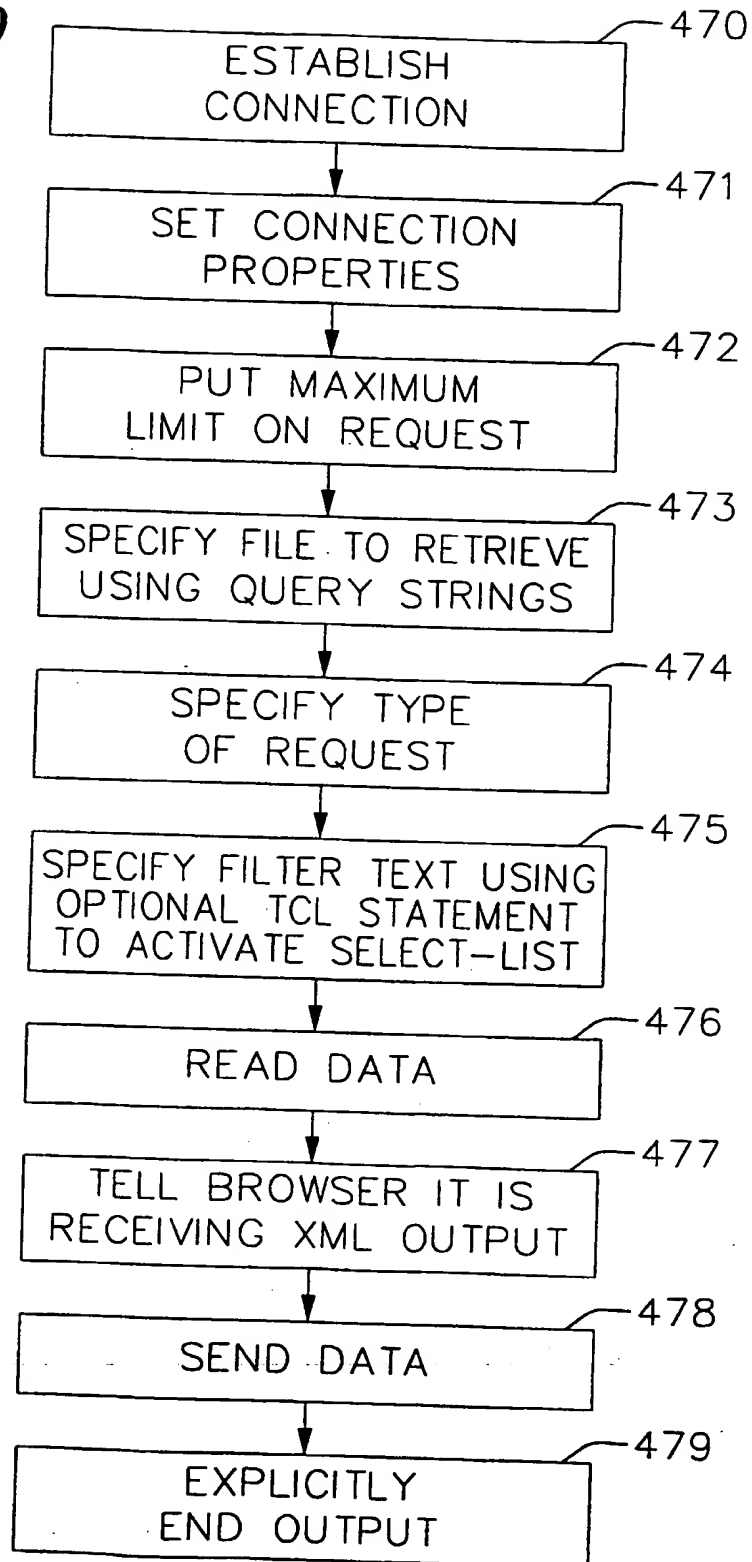 470
ESTABLISH
CONNECTION
471
SET CONNECTION
PROPERTIES
472
PUT MAXIMUM
LIMIT ON REQUEST
473
SPECIFY FILE TO RETRIEVE
USING QUERY STRINGS
474
SPECIFY TYPE
OF REQUEST
475
SPECIFY FILTER TEXT USING
OPTIONAL TCL STATEMENT
TO ACTIVATE SELECT-LIST
476
READ DATA
477
TELL BROWSER IT IS
RECEIVING XML OUTPUT
478
SEND DATA
479
EXPLICITLY
END OUTPUT